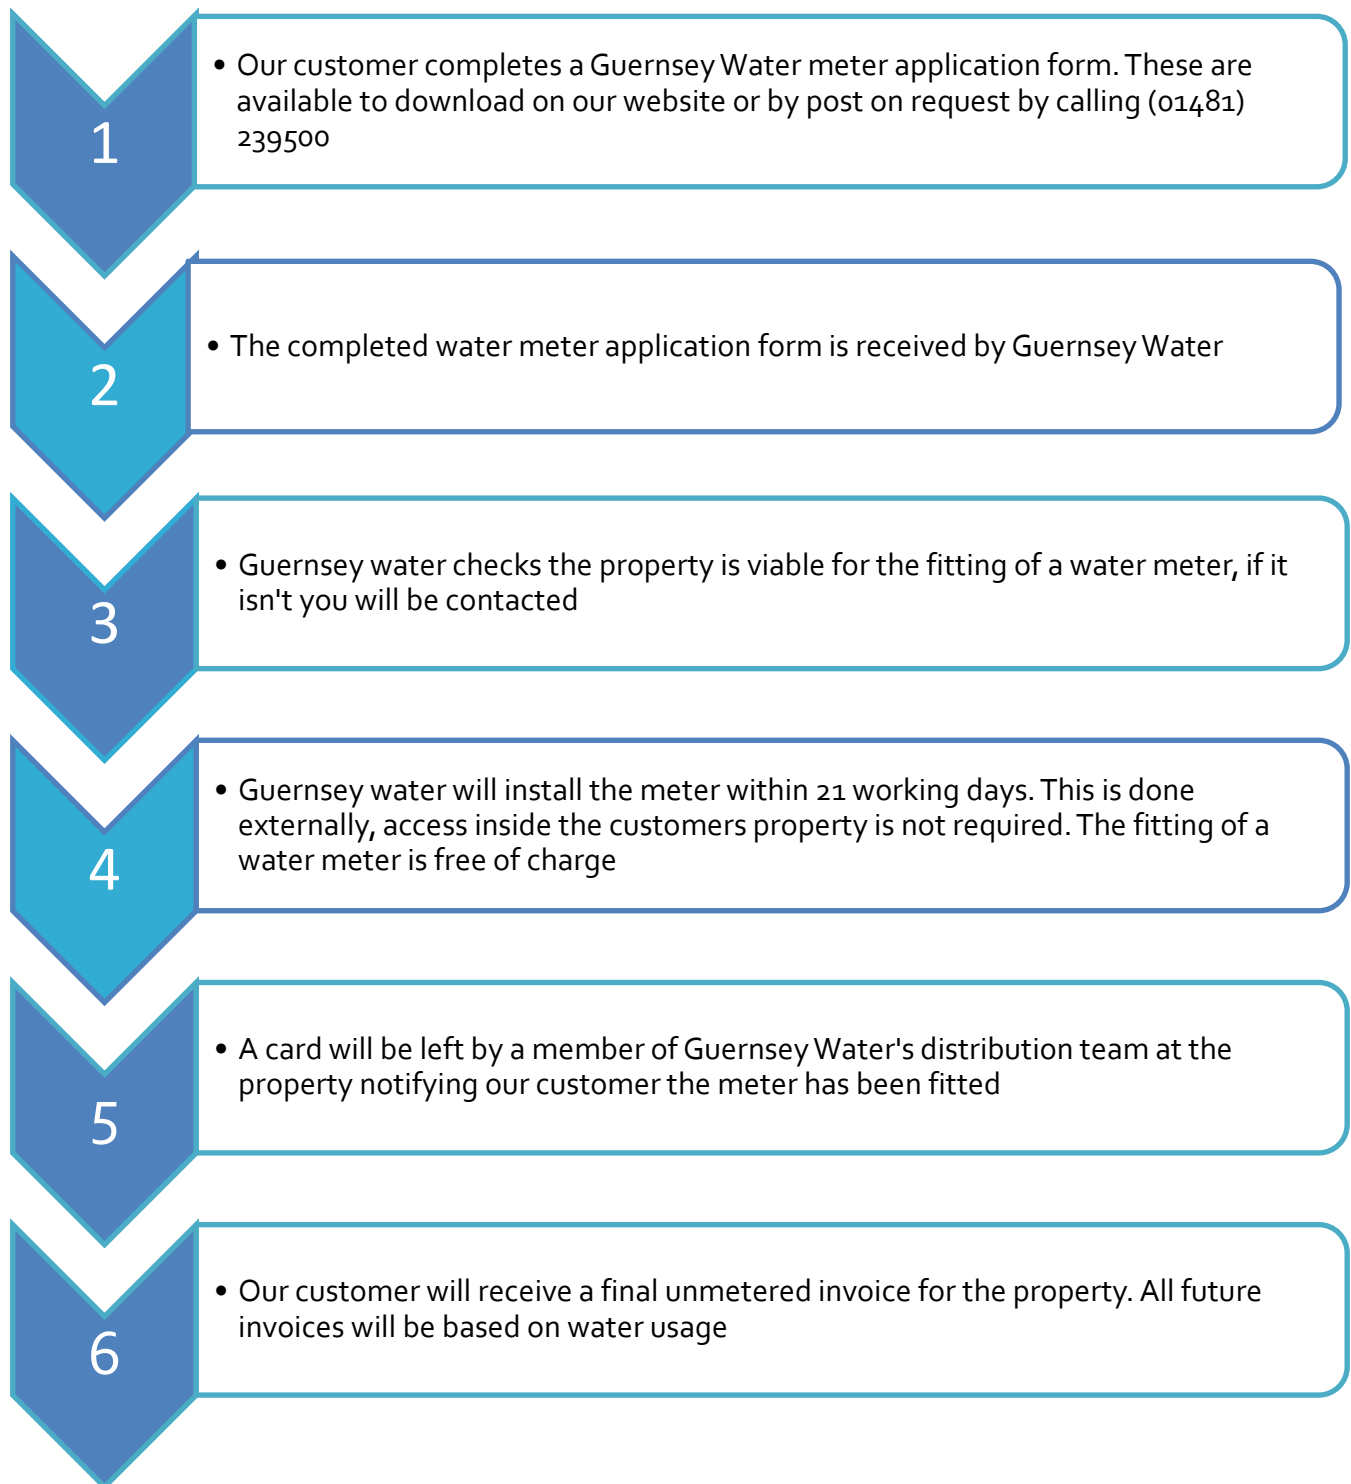 1
• Our customer completes a Guernsey Water meter application form. These are
available to download on our website or by post on request by calling (01481)
239500
2
• The completed water meter application form is received by Guernsey Water
3
• Guernsey water checks the property is viable for the fitting of a water meter, if it
isn't you will be contacted
4
• Guernsey water will install the meter within 21 working days. This is done
externally, access inside the customers property is not required. The fitting of a
water meter is free of charge
5
• A card will be left by a member of Guernsey Water's distribution team at the
property notifying our customer the meter has been fitted
6
• Our customer will receive a final unmetered invoice for the property. All future
invoices will be based on water usage